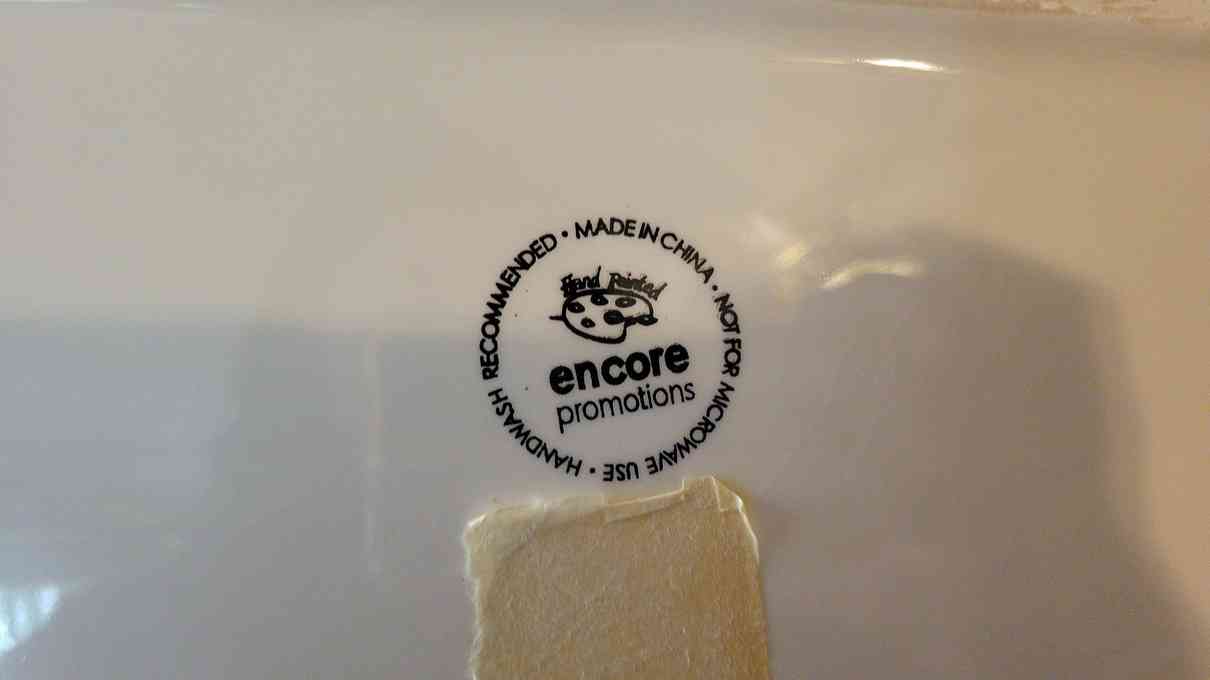 HANDWASH RECOMMENDED • MADE IN CHINA • NOT FOR MICROWAVE USE •
Hand Painted
encore
promotions